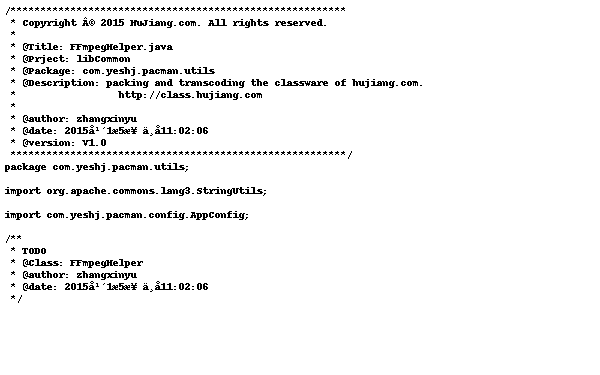 /********************************************************
 * Copyright Â© 2015 HuJiang.com. All rights reserved.
 *
 * @Title: FFmpegHelper.java
 * @Prject: libCommon
 * @Package: com.yeshj.pacman.utils
 * @Description: packing and transcoding the classware of hujiang.com.
 *                 http://class.hujiang.com
 *
 * @author: zhangxinyu
 * @date: 2015å¹´1æ5æ¥ ä¸å11:02:06
 * @version: V1.0
 ********************************************************/
package com.yeshj.pacman.utils;
import org.apache.commons.lang3.StringUtils;
import com.yeshj.pacman.config.AppConfig;
/**
 * TODO
 * @Class: FFmpegHelper
 * @author: zhangxinyu
 * @date: 2015å¹´1æ5æ¥ ä¸å11:02:06
 */